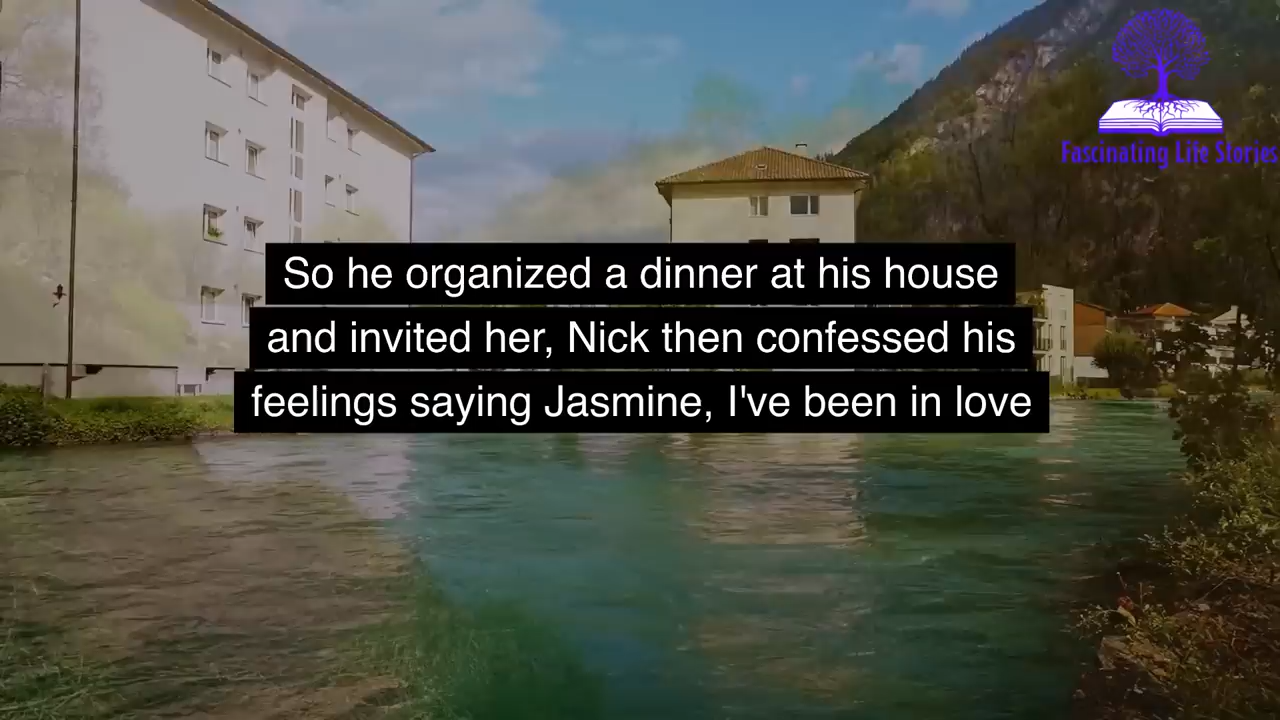 Fascinating Life Stories
So he organized a dinner at his house
and invited her, Nick then confessed his
feelings saying Jasmine, I've been in love